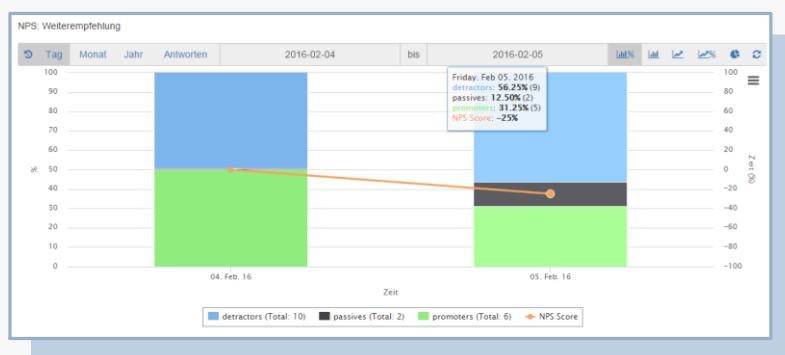 NPS: Weiterempfehlung
Tag Monat Jahr Antworten 2016-02-04 bis 2016-02-05
Friday, Feb 05, 2016
detractors: 56.25% (9)
passives: 12.50% (2)
promoters: 31.25% (5)
NPS Score: -25%
100
90
80
70
60
50
40
30
20
10
0
%
100
80
60
40
20
0
-20
-40
-60
-80
-100
Zeit (%)
04. Feb. 16
05. Feb. 16
Zeit
detractors (Total: 10) passives (Total: 2) promoters (Total: 6) NPS Score